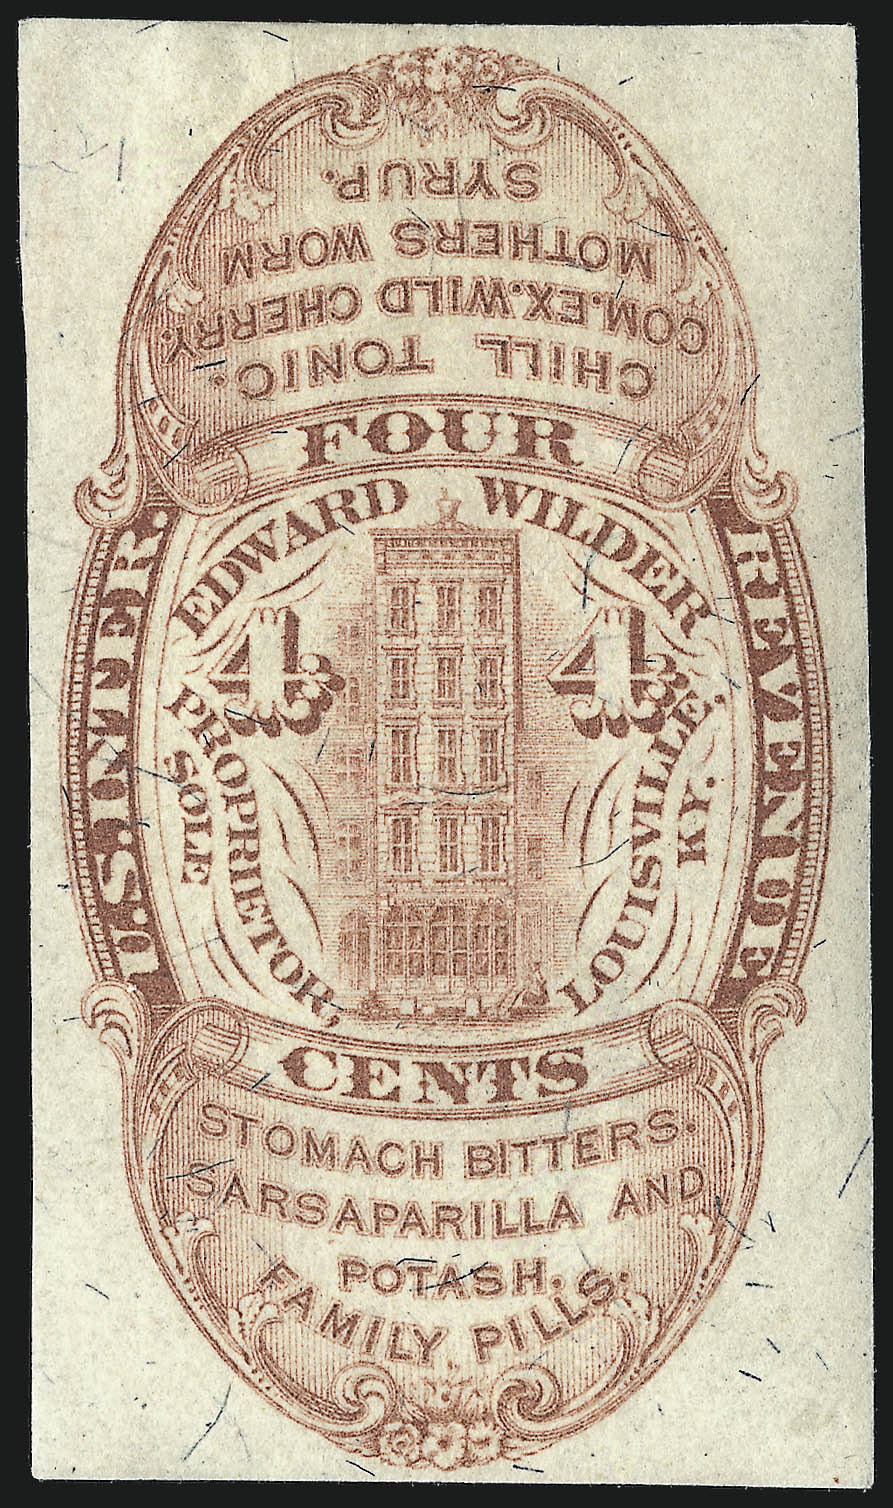 CHILL TONIC.
COM. EX. WILD CHERRY.
MOTHERS WORM
SYRUP.
FOUR
U.S. INTER. REVENUE
EDWARD WILDER
4 4
SOLE
PROPRIETOR,
LOUISVILLE,
KY.
CENTS
STOMACH BITTERS.
SARSAPARILLA AND
POTASH.
FAMILY PILLS.